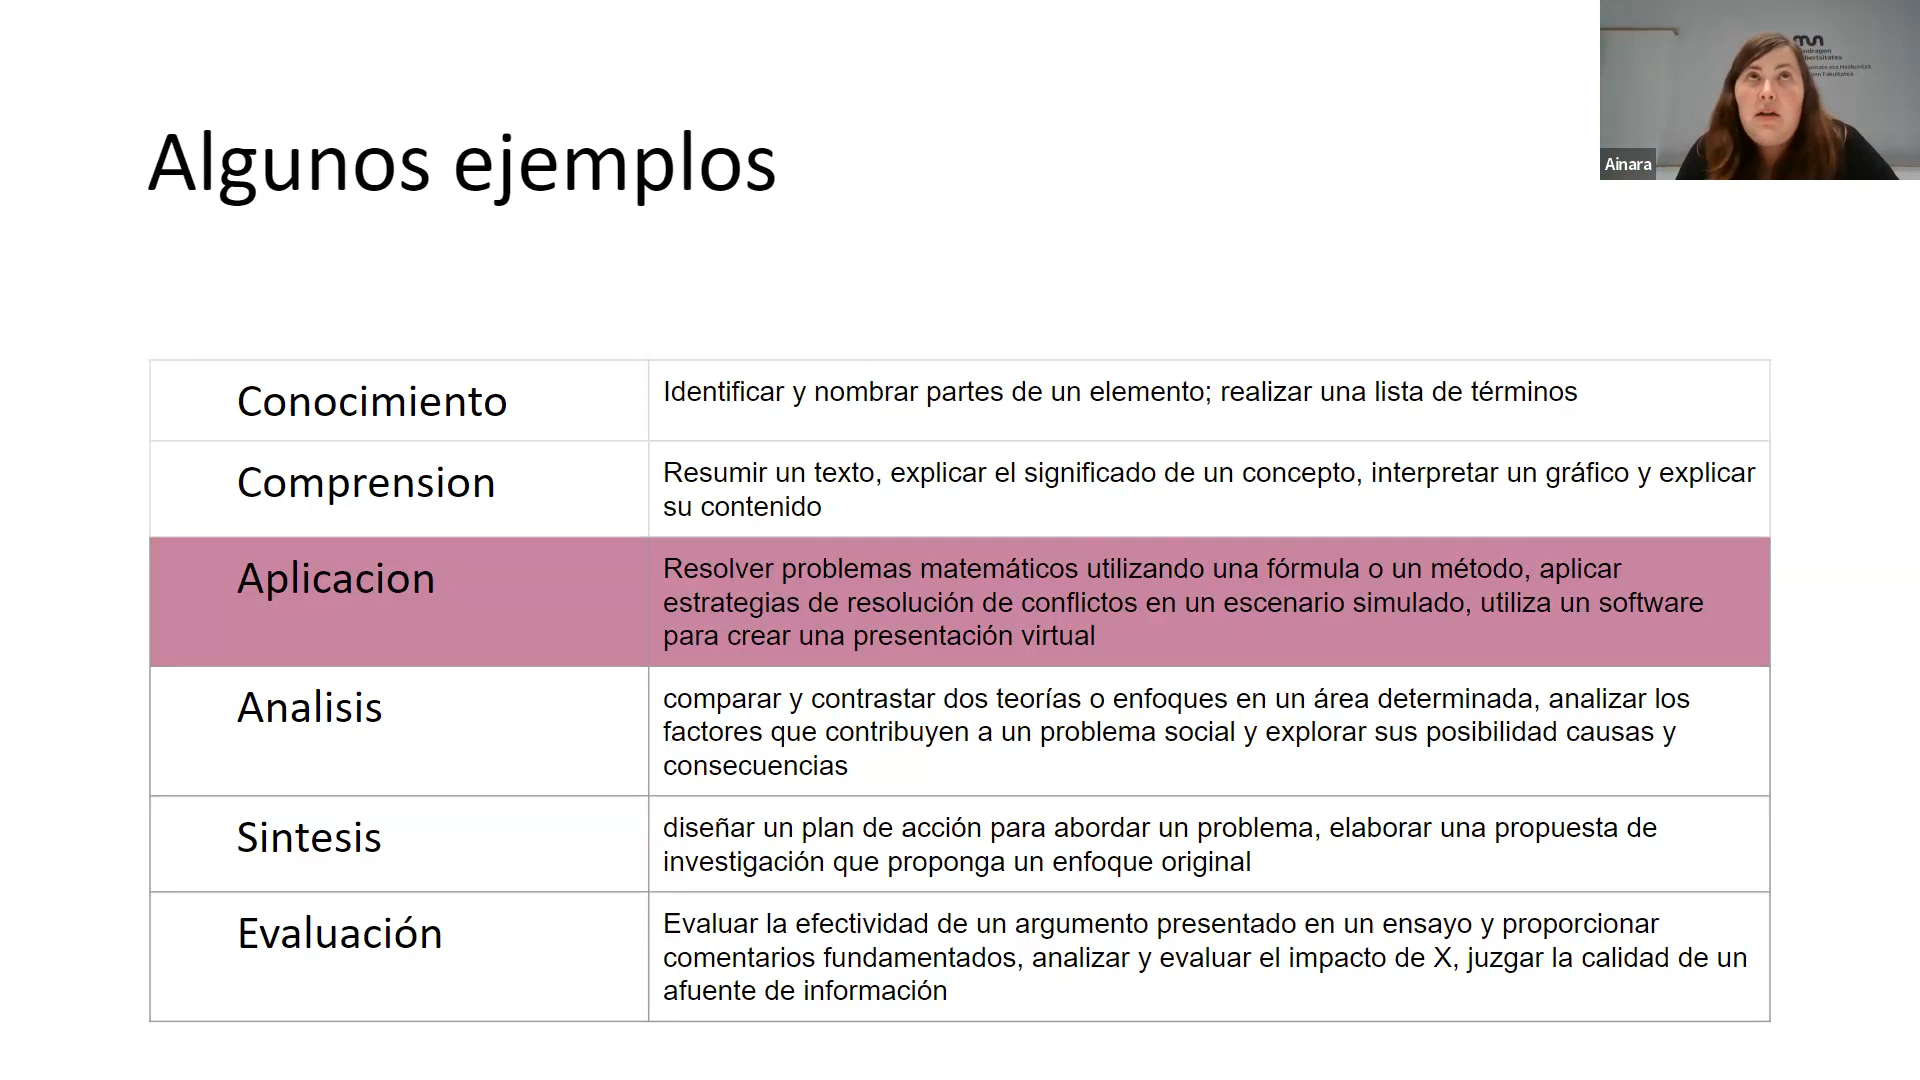 Algunos ejemplos
Ainara
Conocimiento
Identificar y nombrar partes de un elemento; realizar una lista de términos
Comprension
Resumir un texto, explicar el significado de un concepto, interpretar un gráfico y explicar
su contenido
Aplicacion
Resolver problemas matemáticos utilizando una fórmula o un método, aplicar
estrategias de resolución de conflictos en un escenario simulado, utiliza un software
para crear una presentación virtual
Analisis
comparar y contrastar dos teorías o enfoques en un área determinada, analizar los
factores que contribuyen a un problema social y explorar sus posibilidad causas y
consecuencias
Sintesis
diseñar un plan de acción para abordar un problema, elaborar una propuesta de
investigación que proponga un enfoque original
Evaluación
Evaluar la efectividad de un argumento presentado en un ensayo y proporcionar
comentarios fundamentados, analizar y evaluar el impacto de X, juzgar la calidad de un
afuente de información